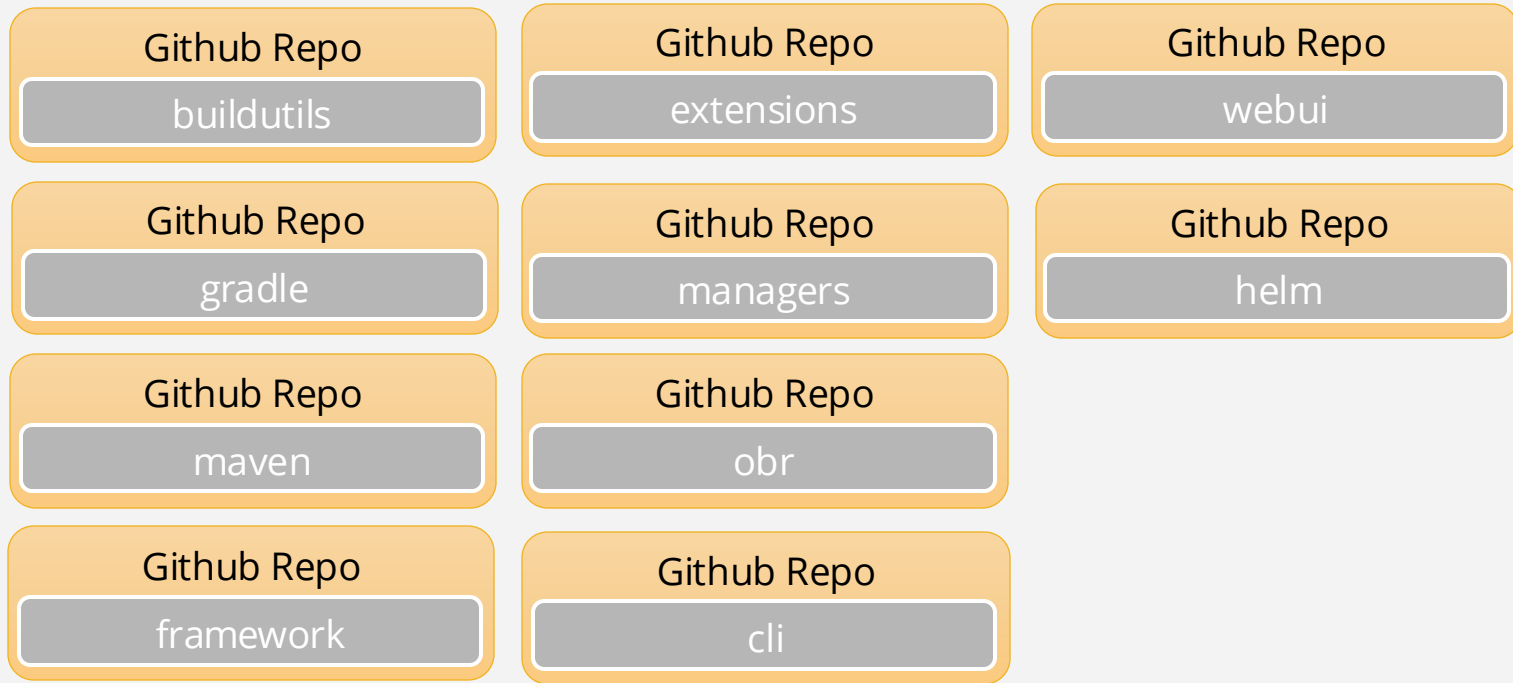 Github Repo
buildutils
Github Repo
extensions
Github Repo
webui
Github Repo
gradle
Github Repo
managers
Github Repo
helm
Github Repo
maven
Github Repo
obr
Github Repo
framework
Github Repo
cli